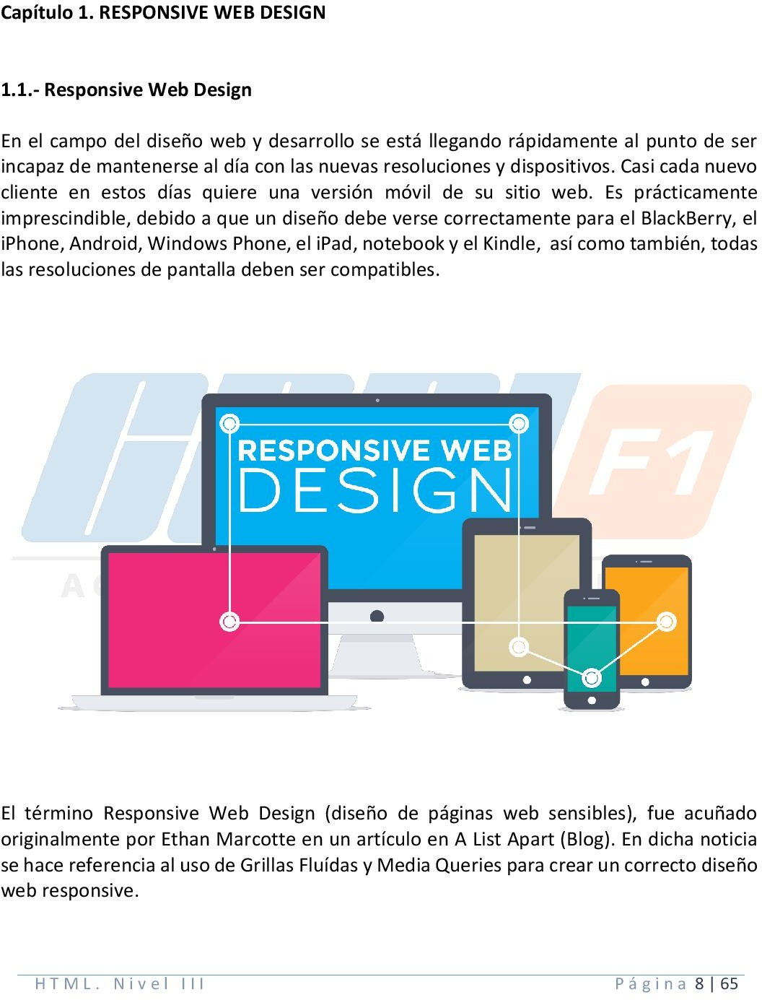 Capítulo 1. RESPONSIVE WEB DESIGN
1.1.- Responsive Web Design
En el campo del diseño web y desarrollo se está llegando rápidamente al punto de ser
incapaz de mantenerse al día con las nuevas resoluciones y dispositivos. Casi cada nuevo
cliente en estos días quiere una versión móvil de su sitio web. Es prácticamente
imprescindible, debido a que un diseño debe verse correctamente para el BlackBerry, el
iPhone, Android, Windows Phone, el iPad, notebook y el Kindle, así como también, todas
las resoluciones de pantalla deben ser compatibles.
RESPONSIVE WEB
DESIGN
F1
El término Responsive Web Design (diseño de páginas web sensibles), fue acuñado
originalmente por Ethan Marcotte en un artículo en A List Apart (Blog). En dicha noticia
se hace referencia al uso de Grillas Fluídas y Media Queries para crear un correcto diseño
web responsive.
HTML. Nivel III
Página 8 | 65